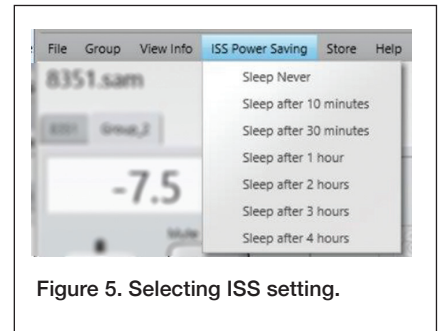 File Group View Info ISS Power Saving Store Help
8351.sam
Sleep Never
Sleep after 10 minutes
Sleep after 30 minutes
8351 Group_2
Sleep after 1 hour
Sleep after 2 hours
-7.5
Sleep after 3 hours
Mute
Sleep after 4 hours
Figure 5. Selecting ISS setting.